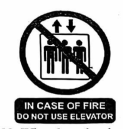 IN CASE OF FIRE
DO NOT USE ELEVATOR